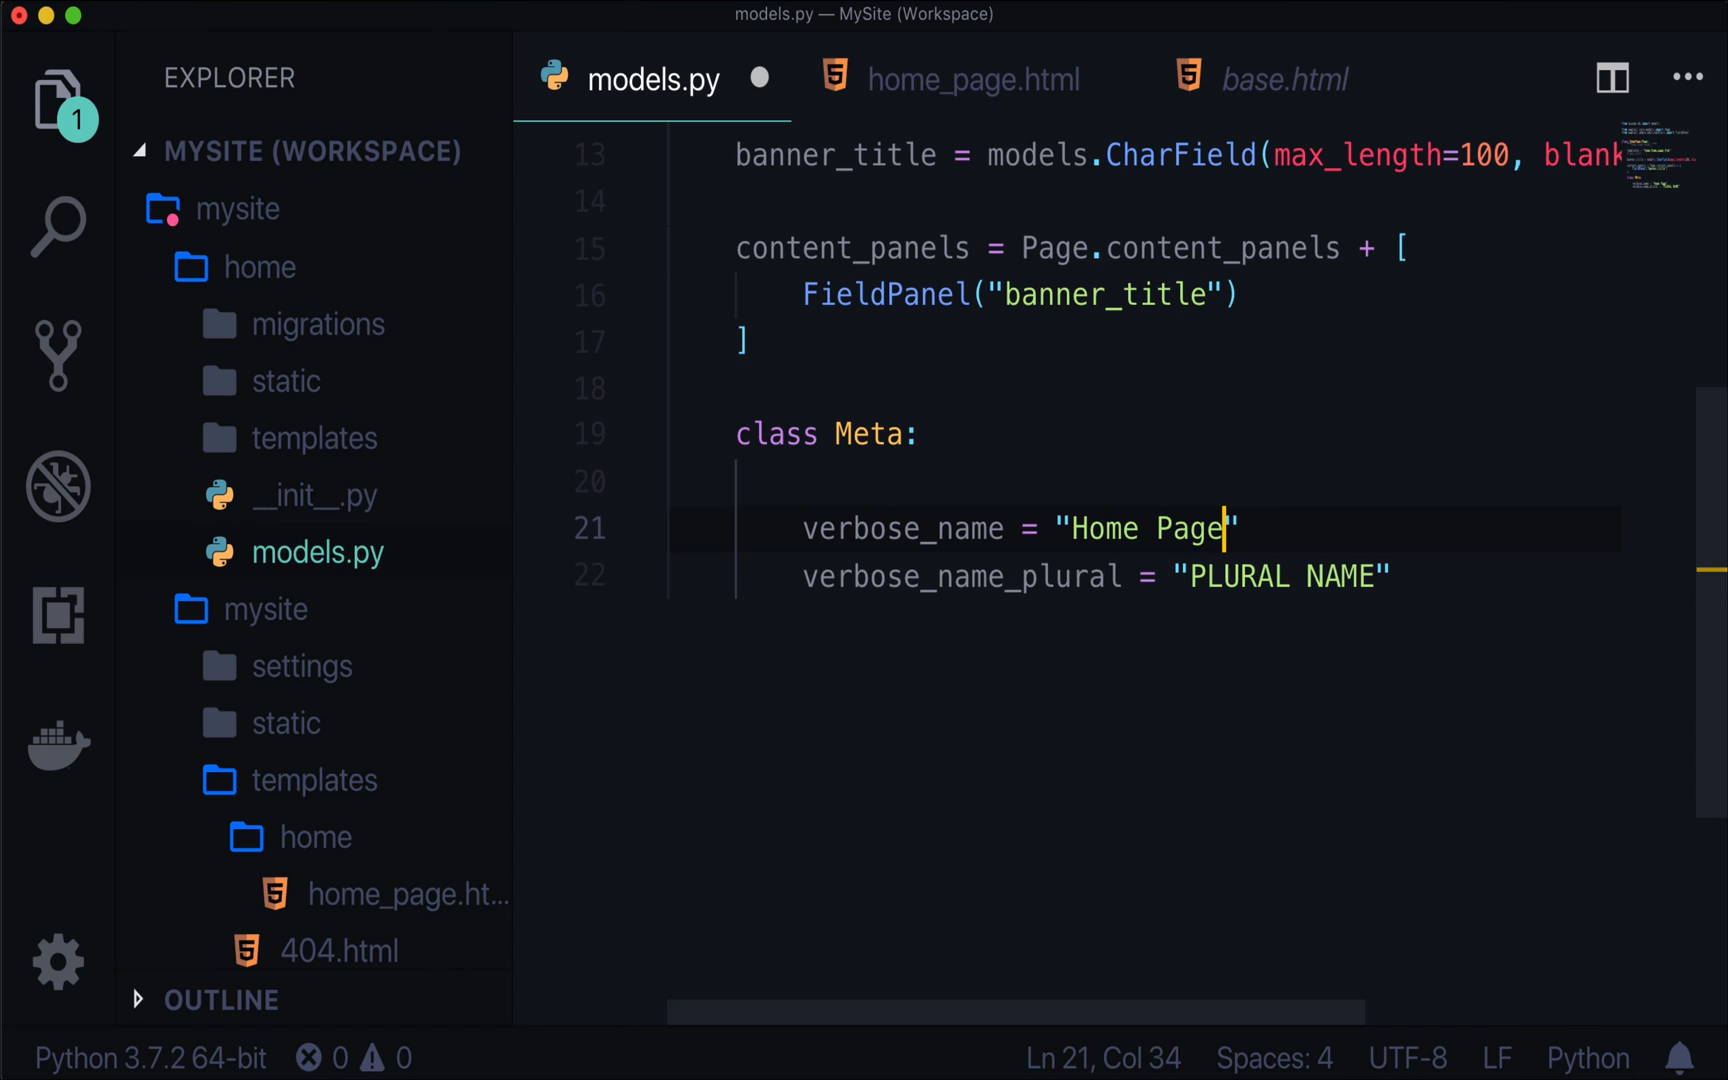 models.py — MySite (Workspace)
EXPLORER
models.py
home_page.html
base.html
1
MYSITE (WORKSPACE)
mysite
home
migrations
static
templates
__init__.py
models.py
mysite
settings
static
templates
home
home_page.ht...
404.html
OUTLINE
13 banner_title = models.CharField(max_length=100, blank
14
15 content_panels = Page.content_panels + [
16 FieldPanel("banner_title")
17 ]
18
19 class Meta:
20
21 verbose_name = "Home Page"
22 verbose_name_plural = "PLURAL NAME"
Python 3.7.2 64-bit 0 0 Ln 21, Col 34 Spaces: 4 UTF-8 LF Python